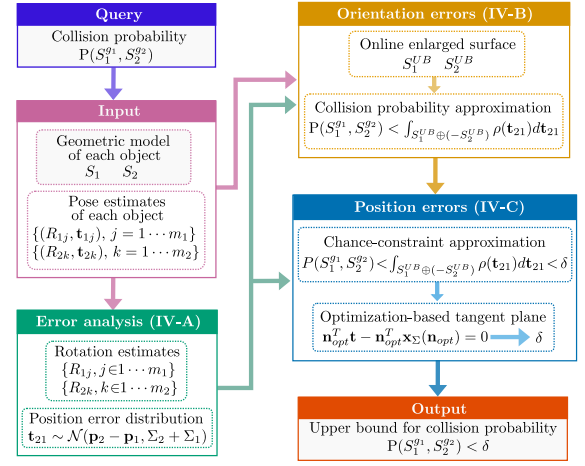 Query
Collision probability
P(S_1^{g_1}, S_2^{g_2})
Input
Geometric model
of each object
S_1 S_2
Pose estimates
of each object
{(R_{1j}, t_{1j}), j = 1 ··· m_1}
{(R_{2k}, t_{2k}), k = 1 ··· m_2}
Error analysis (IV-A)
Rotation estimates
{R_{1j}, j∈1 ··· m_1}
{R_{2k}, k∈1 ··· m_2}
Position error distribution
t_{21} ∼ 𝒩(p_2 − p_1, Σ_2 + Σ_1)
Orientation errors (IV-B)
Online enlarged surface
S_1^{UB} S_2^{UB}
Collision probability approximation
P(S_1^{g_1}, S_2^{g_2}) < ∫_{S_1^{UB}⊕(−S_2^{UB})} ρ(t_{21})dt_{21}
Position errors (IV-C)
Chance-constraint approximation
P(S_1^{g_1}, S_2^{g_2}) < ∫_{S_1^{UB}⊕(−S_2^{UB})} ρ(t_{21})dt_{21} < δ
Optimization-based tangent plane
n_{opt}^T t − n_{opt}^T x_Σ(n_{opt}) = 0 δ
Output
Upper bound for collision probability
P(S_1^{g_1}, S_2^{g_2}) < δ